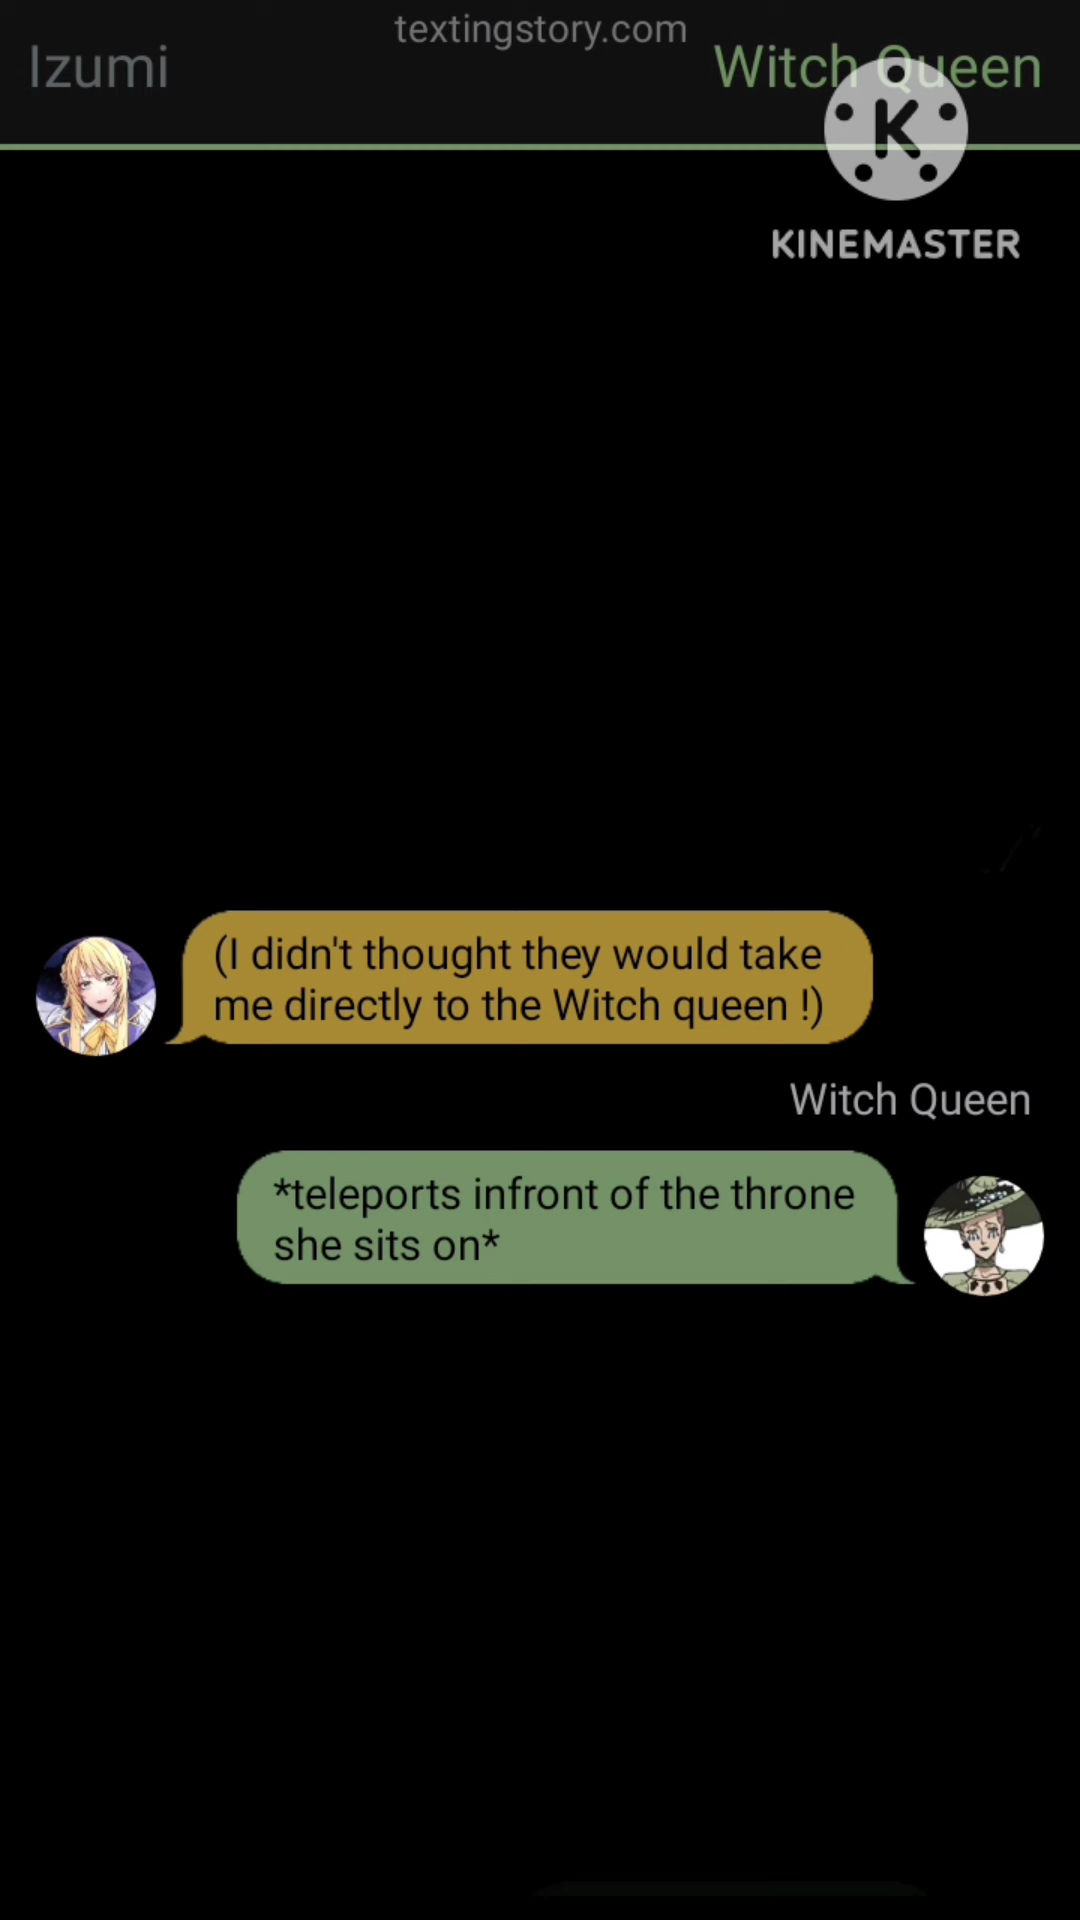 textingstory.com
Izumi
Witch Queen
K
KINEMASTER
(I didn't thought they would take
me directly to the Witch queen !)
Witch Queen
*teleports infront of the throne
she sits on*